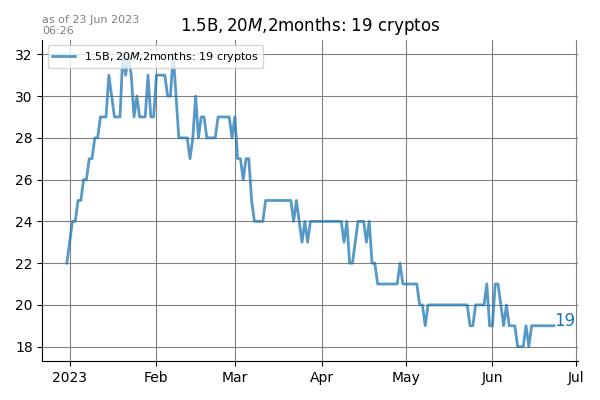 as of 23 Jun 2023
06:26
1.5B, 20M,2months: 19 cryptos
1.5B, 20M,2months: 19 cryptos
32
30
28
26
24
22
20
18
19
2023 Feb Mar Apr May Jun Jul